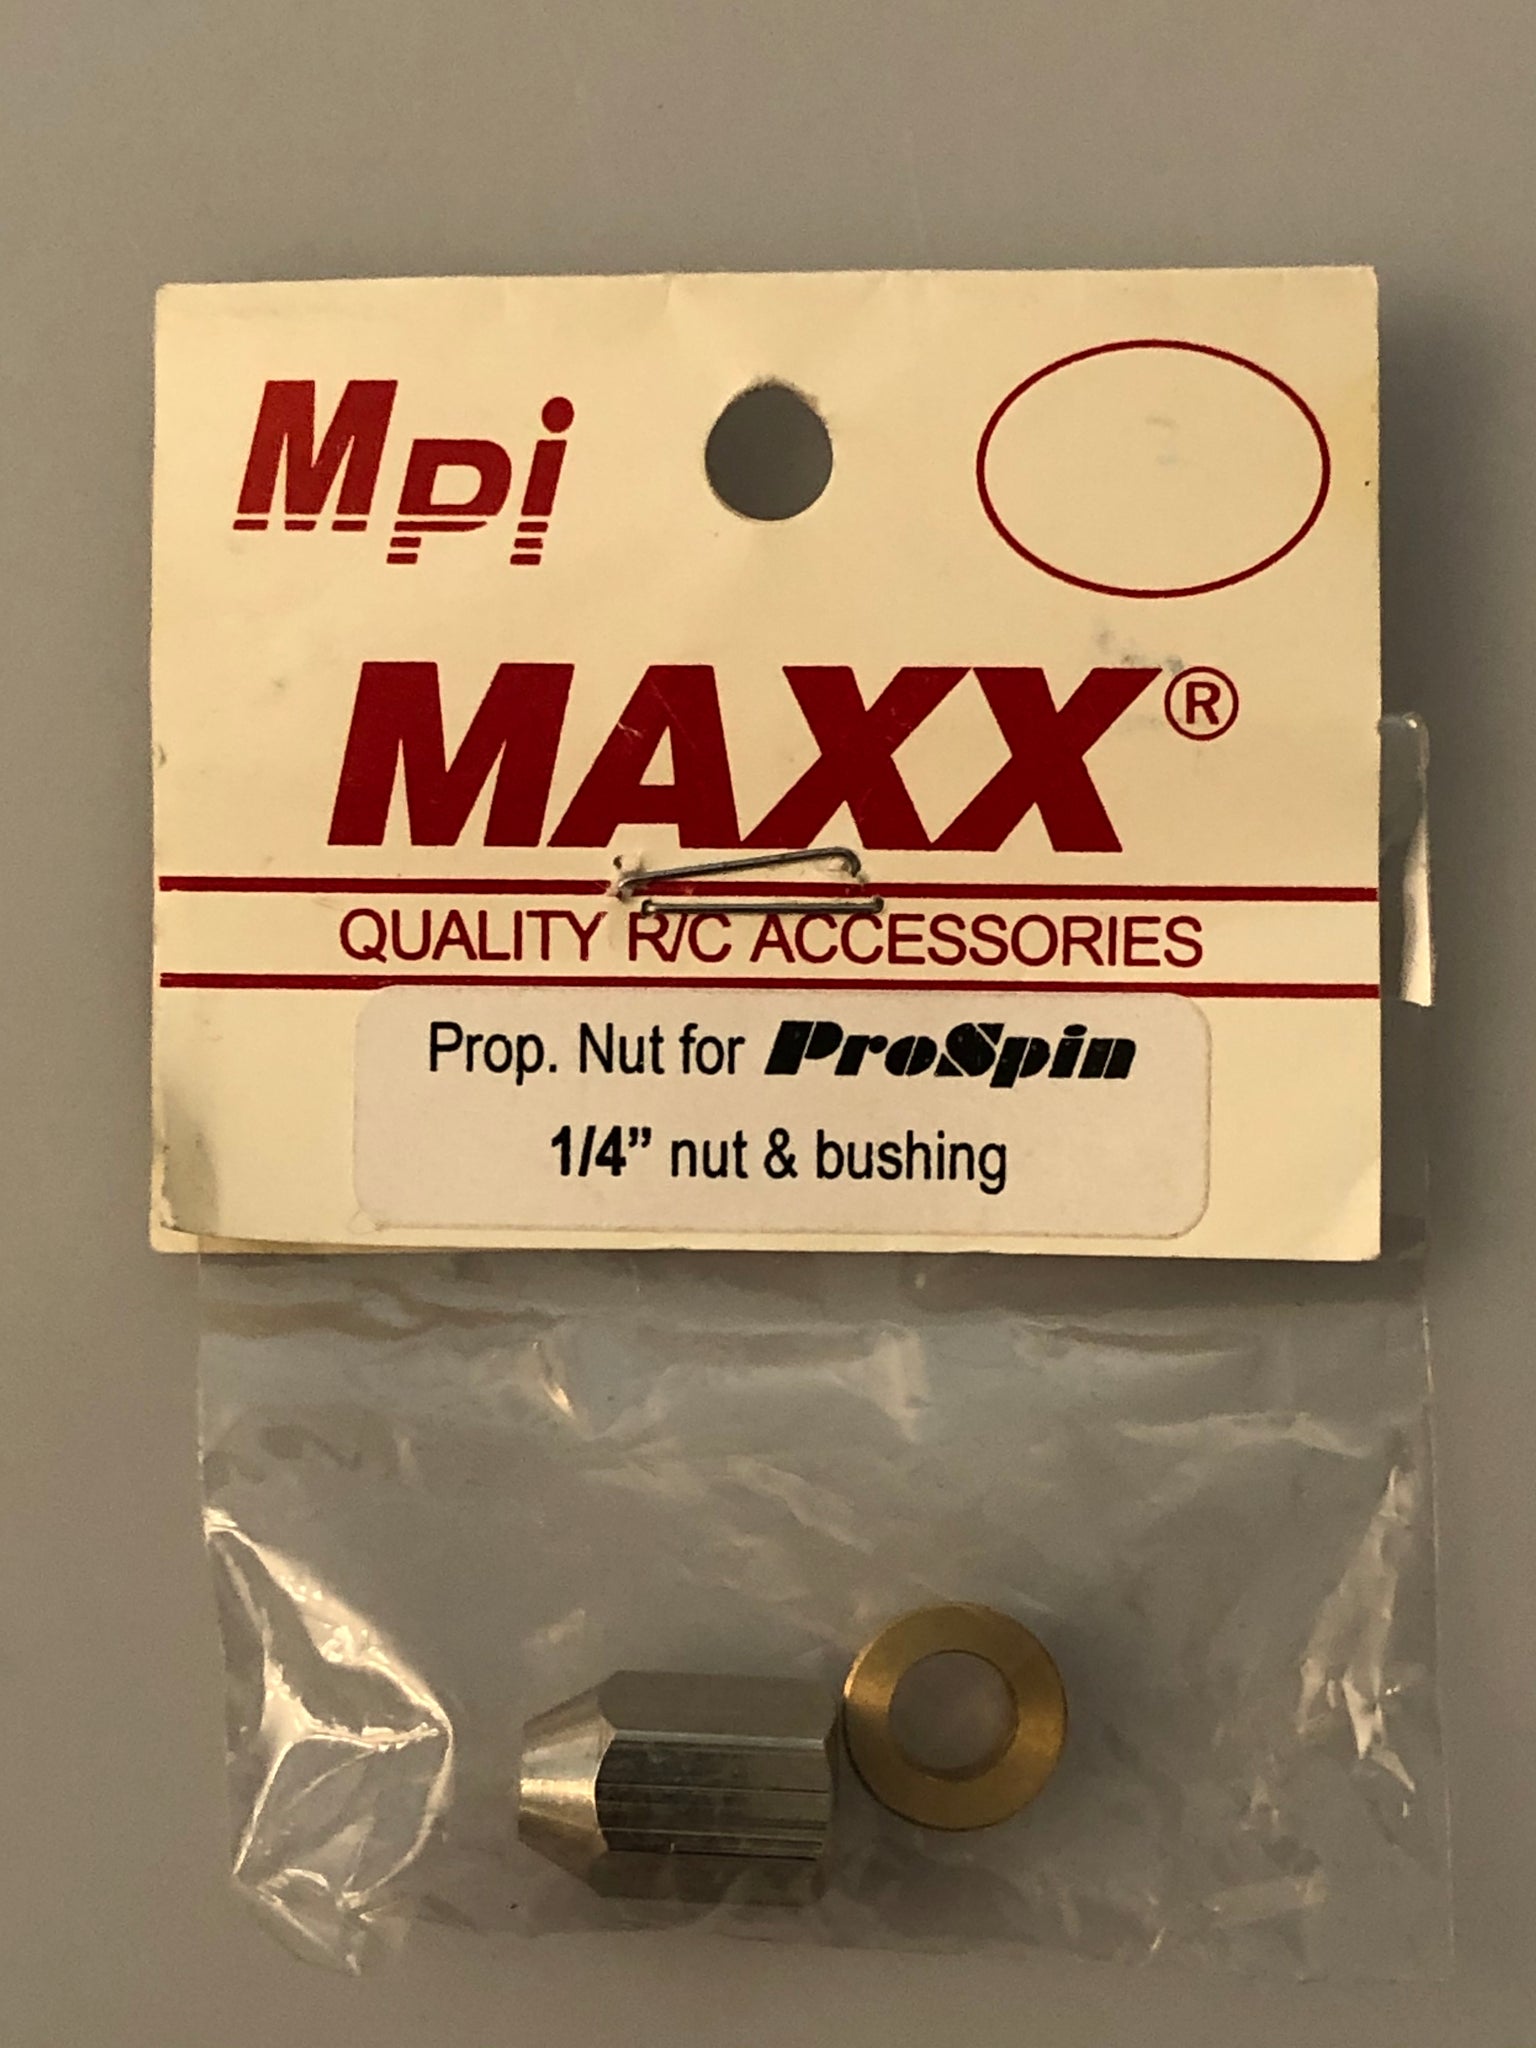 Mpi
MAXX®
QUALITY R/C ACCESSORIES
Prop. Nut for ProSpin
1/4” nut & bushing